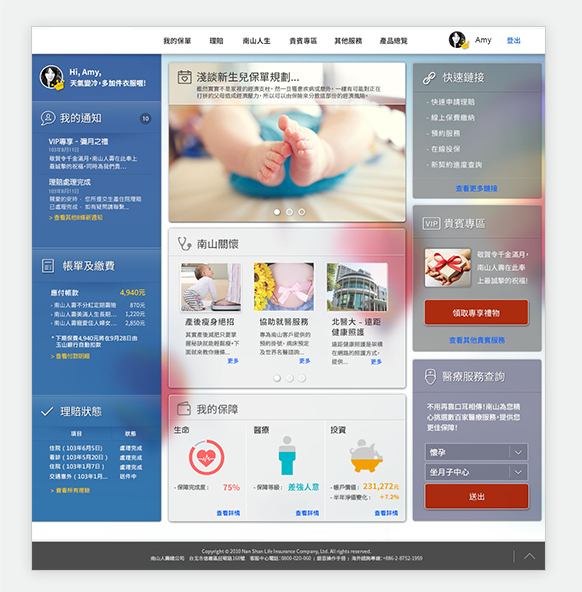 我的保單 理賠 南山人生 貴賓專區 其他服務 產品總覽 Amy 登出
Hi, Amy,
天氣變冷，多加件衣服喔!
我的通知 10
VIP專享 - 彌月之禮
103年8月11日
敬賀令千金滿月，南山人壽在此奉上
最誠摯的祝福，同時為我們貴...
理賠處理完成
103年8月11日
親愛的安持， 您所提交生產住院理賠
已處理完成， 如有疑問請聯繫...
> 查看其他8條新通知
帳單及繳費
應付帳款 4,940元
- 南山人壽不分紅定期壽險 870元
- 南山人壽美滿人生長期... 1,220元
- 南山人壽寵愛佳人婦女... 2,850元
* 下期保費4,940元將在9月28日由
玉山銀行自動扣款
> 查看付款明細
理賠狀態
項目 狀態
住院 ( 103年6月5日) 處理完成
看診 ( 103年5月20日 ) 處理完成
住院 ( 103年1月7日 ) 處理完成
交通意外 ( 103年1月... 送件中
> 查看所有理賠
淺談新生兒保單規劃...
雖然寶寶不是家裡的經濟支柱，然一旦罹患疾病或意外，一樣有可能對正在
打拼的父母造成經濟壓力，所以可以由保險來分散這部份的經濟風險。
南山關懷
產後瘦身絕招
其實產後減肥只要掌
握秘訣就能輕鬆瘦，下
面就來教你幾條...
更多
協助就醫服務
專為南山客戶提供的
預約掛號，病床預定
及世界名醫諮詢...
更多
北醫大 – 遠距
健康照護
遠距健康照護是架構
在網路的照護方式，
提供...
更多
我的保障
生命
- 保障完成度： 75%
查看詳情
醫療
- 保障等級： 差強人意
查看詳情
投資
- 帳戶價值： 231,272元
- 半年淨值變化： +7.2%
查看詳情
快速鏈接
- 快速申請理賠
- 線上保費繳納
- 預約服務
- 在線投保
- 新契約進度查詢
查看更多鏈接
VIP 貴賓專區
敬賀令千金滿月，
南山人壽在此奉
上最誠摯的祝福。
領取專享禮物
查看其他貴賓服務
醫療服務查詢
不用再靠口耳相傳!南山為您精
心挑選數百家醫療服務，提供您
更佳保障!
懷孕
坐月子中心
送出
Copyright © 2010 Nan Shan Life Insurance Company, Ltd. All rights reserved.
南山人壽總公司 台北市信義區莊敬路168號 客服中心電話：0800-020-060 ( 語音操作手冊 ) 海外諮詢專線：+886-2-8752-1959